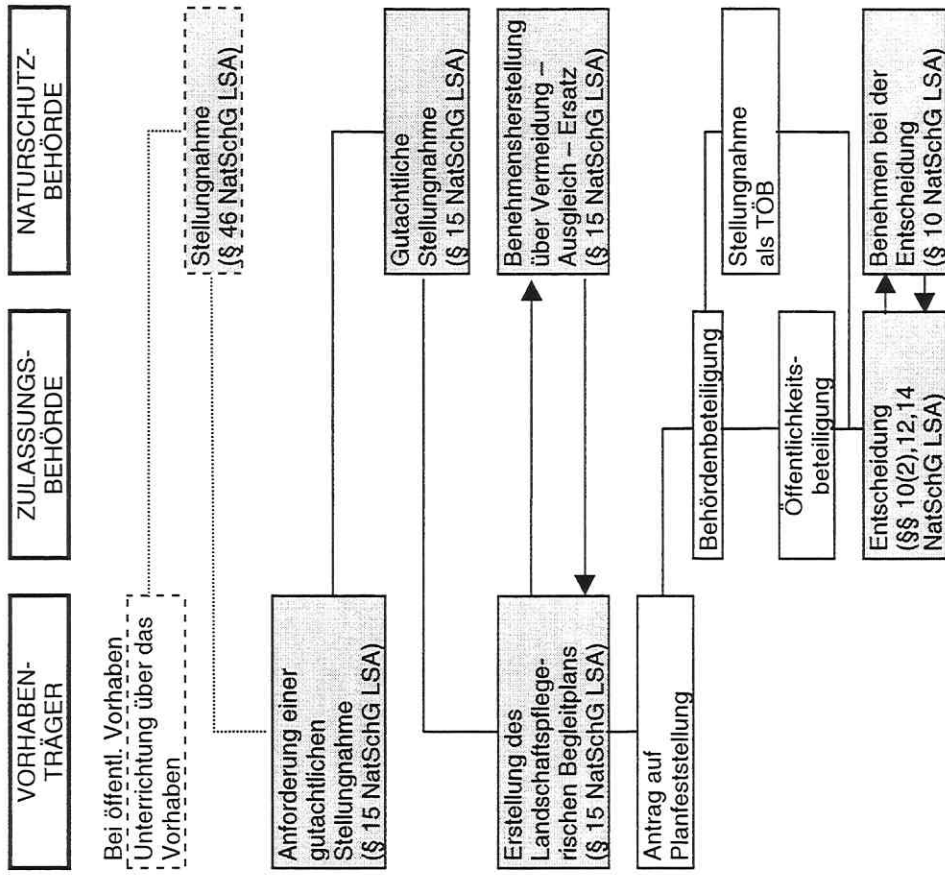 VORHABEN-
TRÄGER
ZULASSUNGS-
BEHÖRDE
NATURSCHUTZ-
BEHÖRDE
Bei öffentl. Vorhaben
Unterrichtung über das
Vorhaben
Stellungnahme
(§ 46 NatSchG LSA)
Anforderung einer
gutachtlichen
Stellungnahme
(§ 15 NatSchG LSA)
Gutachtliche
Stellungnahme
(§ 15 NatSchG LSA)
Erstellung des
Landschaftspflege-
rischen Begleitplans
(§ 15 NatSchG LSA)
Benehmensherstellung
über Vermeidung –
Ausgleich – Ersatz
(§ 15 NatSchG LSA)
Antrag auf
Planfeststellung
Behördenbeteiligung
Stellungnahme
als TÖB
Öffentlichkeits-
beteiligung
Entscheidung
(§§ 10(2),12,14
NatSchG LSA)
Benehmen bei der
Entscheidung
(§ 10 NatSchG LSA)